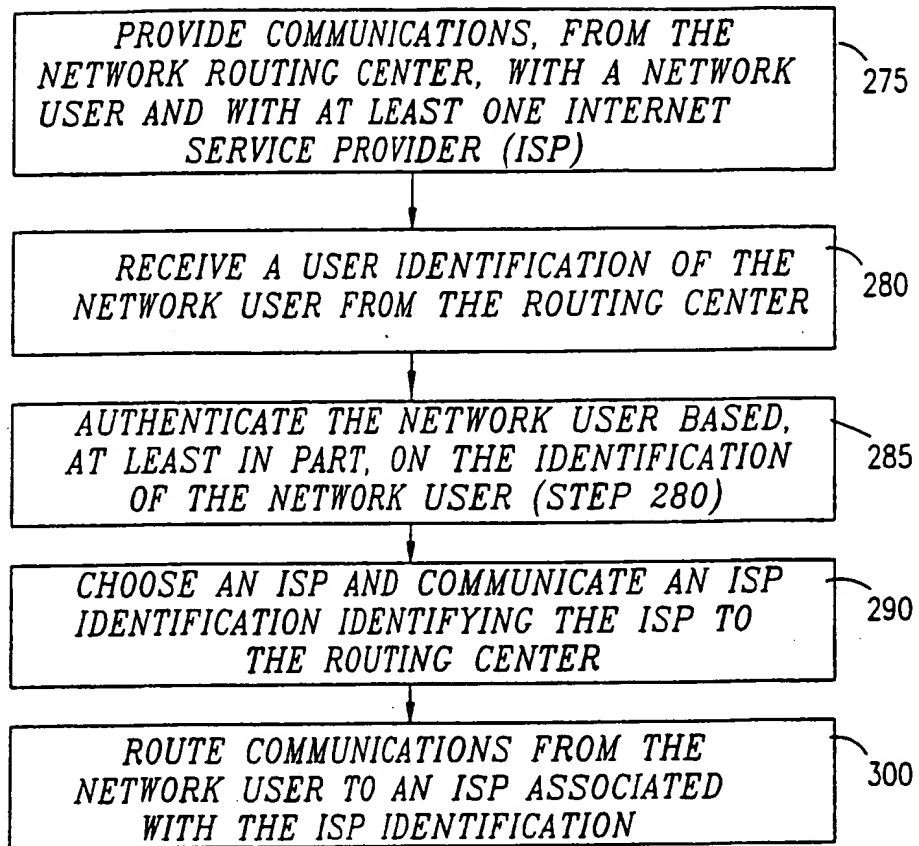 PROVIDE COMMUNICATIONS, FROM THE
NETWORK ROUTING CENTER, WITH A NETWORK
USER AND WITH AT LEAST ONE INTERNET
SERVICE PROVIDER (ISP)
275
RECEIVE A USER IDENTIFICATION OF THE
NETWORK USER FROM THE ROUTING CENTER
280
AUTHENTICATE THE NETWORK USER BASED,
AT LEAST IN PART, ON THE IDENTIFICATION
OF THE NETWORK USER (STEP 280)
285
CHOOSE AN ISP AND COMMUNICATE AN ISP
IDENTIFICATION IDENTIFYING THE ISP TO
THE ROUTING CENTER
290
ROUTE COMMUNICATIONS FROM THE
NETWORK USER TO AN ISP ASSOCIATED
WITH THE ISP IDENTIFICATION
300